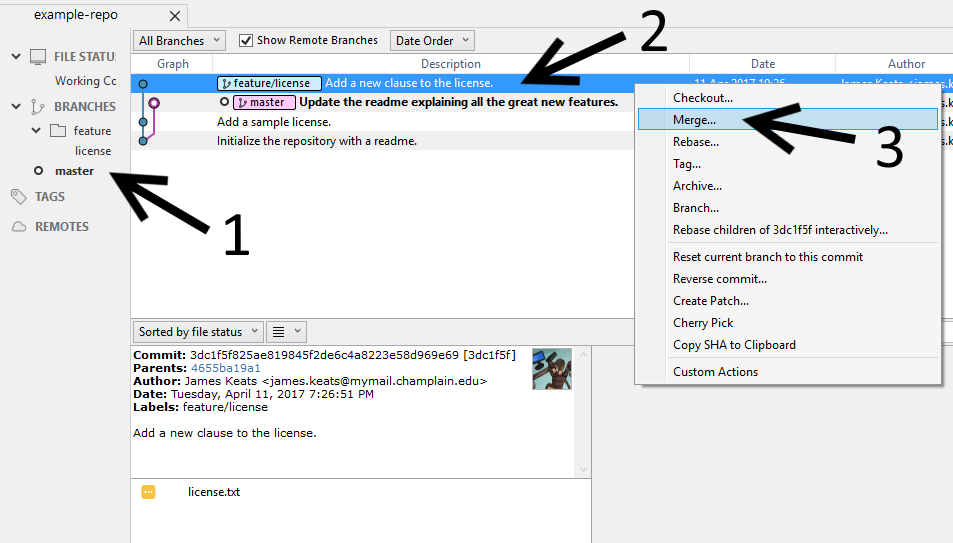 example-repo
All Branches
Show Remote Branches
Date Order
2
FILE STATU
Working Co
BRANCHES
feature
license
master
TAGS
REMOTES
1
Graph Description Date Author
feature/license Add a new clause to the license. 11 Apr 2017 19:26 James Keats <james.k
master Update the readme explaining all the great new features.
Add a sample license.
Initialize the repository with a readme.
Checkout...
Merge...
3
Rebase...
Tag...
Archive...
Branch...
Rebase children of 3dc1f5f interactively...
Reset current branch to this commit
Reverse commit...
Create Patch...
Cherry Pick
Copy SHA to Clipboard
Custom Actions
Sorted by file status
Commit: 3dc1f5f825ae819845f2de6c4a8223e58d969e69 [3dc1f5f]
Parents: 4655ba19a1
Author: James Keats <james.keats@mymail.champlain.edu>
Date: Tuesday, April 11, 2017 7:26:51 PM
Labels: feature/license
Add a new clause to the license.
license.txt